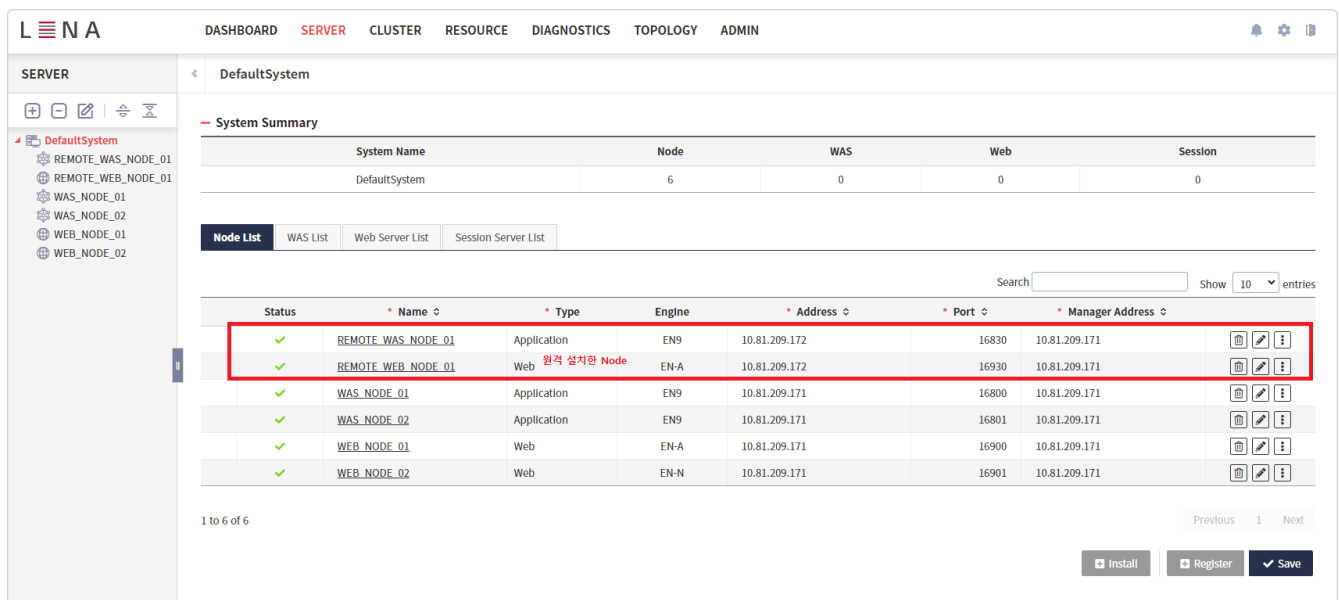 LENA DASHBOARD SERVER CLUSTER RESOURCE DIAGNOSTICS TOPOLOGY ADMIN
SERVER
DefaultSystem
REMOTE_WAS_NODE_01
REMOTE_WEB_NODE_01
WAS_NODE_01
WAS_NODE_02
WEB_NODE_01
WEB_NODE_02
DefaultSystem
System Summary
System Name Node WAS Web Session
DefaultSystem 6 0 0 0
Node List WAS List Web Server List Session Server List
Search Show 10 entries
Status * Name * Type Engine * Address * Port * Manager Address
REMOTE_WAS_NODE_01 Application EN9 10.81.209.172 16830 10.81.209.171
원격 설치한 Node
REMOTE_WEB_NODE_01 Web EN-A 10.81.209.172 16930 10.81.209.171
WAS_NODE_01 Application EN9 10.81.209.171 16800 10.81.209.171
WAS_NODE_02 Application EN9 10.81.209.171 16801 10.81.209.171
WEB_NODE_01 Web EN-A 10.81.209.171 16900 10.81.209.171
WEB_NODE_02 Web EN-N 10.81.209.171 16901 10.81.209.171
1 to 6 of 6 Previous 1 Next
Install Register Save